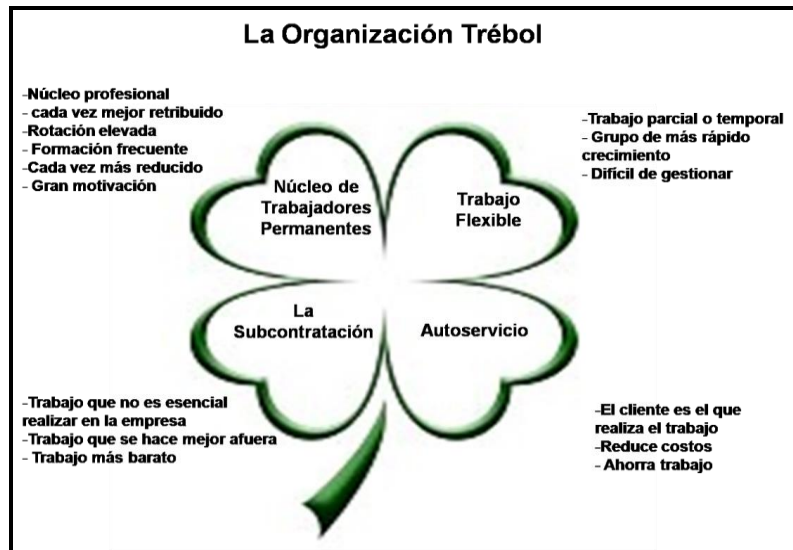 La Organización Trébol
-Núcleo profesional
- cada vez mejor retribuido
-Rotación elevada
- Formación frecuente
-Cada vez más reducido
- Gran motivación
-Trabajo parcial o temporal
- Grupo de más rápido
crecimiento
- Difícil de gestionar
Núcleo de
Trabajadores
Permanentes
Trabajo
Flexible
La
Subcontratación
Autoservicio
-Trabajo que no es esencial
realizar en la empresa
-Trabajo que se hace mejor afuera
- Trabajo más barato
-El cliente es el que
realiza el trabajo
-Reduce costos
- Ahorra trabajo